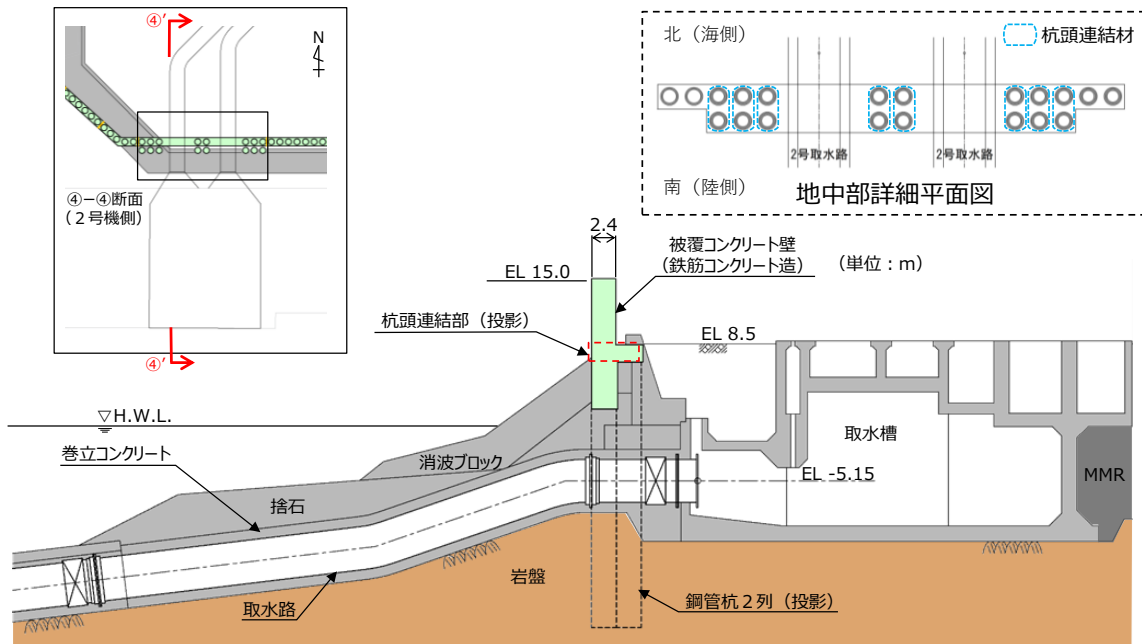 ④’
N
④ー④断面
（２号機側）
④’
北（海側）
杭頭連結材
2号取水路
2号取水路
南（陸側）
地中部詳細平面図
2.4
被覆コンクリート壁
（鉄筋コンクリート造）
（単位：m）
EL 15.0
杭頭連結部（投影）
EL 8.5
▽H.W.L.
巻立コンクリート
消波ブロック
取水槽
EL -5.15
MMR
捨石
岩盤
取水路
鋼管杭２列（投影）